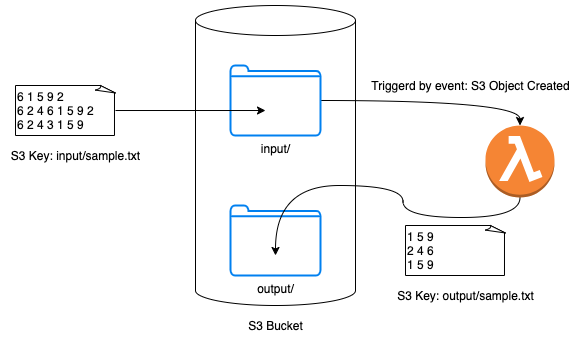 6 1 5 9 2
6 2 4 6 1 5 9 2
6 2 4 3 1 5 9
S3 Key: input/sample.txt
input/
Triggerd by event: S3 Object Created
output/
1 5 9
2 4 6
1 5 9
S3 Key: output/sample.txt
S3 Bucket